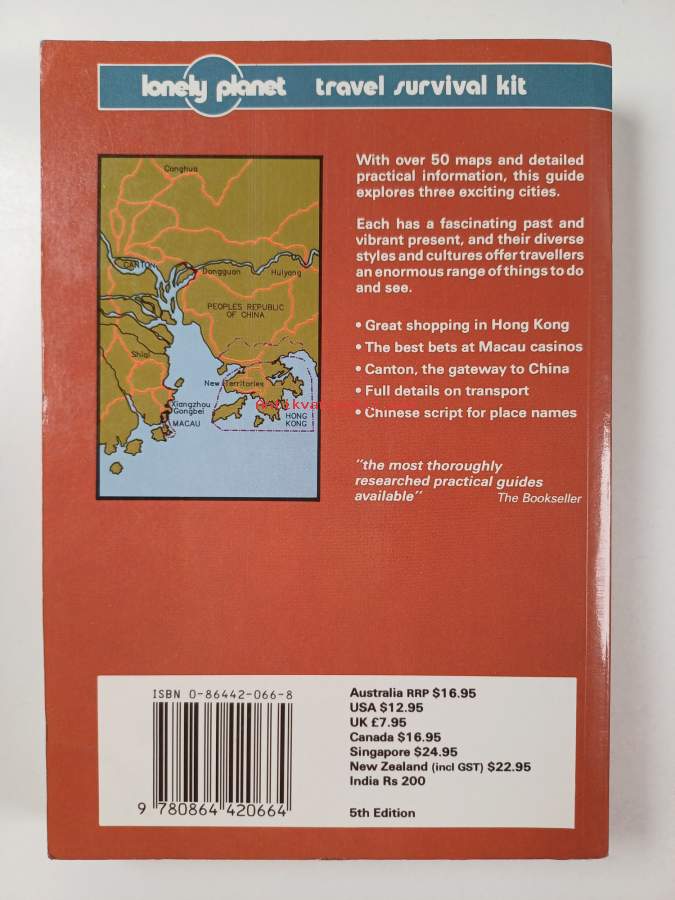 lonely planet travel survival kit
With over 50 maps and detailed
practical information, this guide
explores three exciting cities.
Each has a fascinating past and
vibrant present, and their diverse
styles and cultures offer travellers
an enormous range of things to do
and see.
• Great shopping in Hong Kong
• The best bets at Macau casinos
• Canton, the gateway to China
• Full details on transport
• Chinese script for place names
"the most thoroughly
researched practical guides
available"
The Bookseller
Conghua
CANTON
Dongguan
Huiyang
PEOPLES REPUBLIC
OF CHINA
Shiqi
New Territories
Xiangzhou
Gongbei
MACAU
HONG
KONG
ISBN 0-86442-066-8
9 780864 420664
Australia RRP $16.95
USA $12.95
UK £7.95
Canada $16.95
Singapore $24.95
New Zealand (incl GST) $22.95
India Rs 200
5th Edition